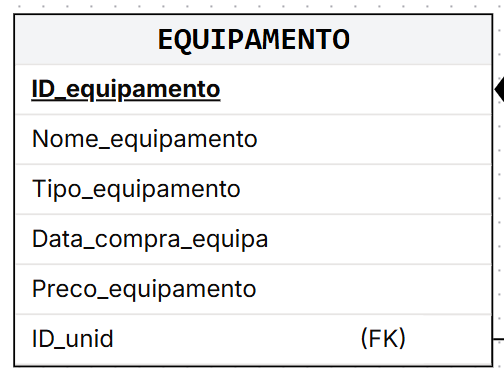 EQUIPAMENTO
ID_equipamento
Nome_equipamento
Tipo_equipamento
Data_compra_equipa
Preco_equipamento
ID_unid (FK)